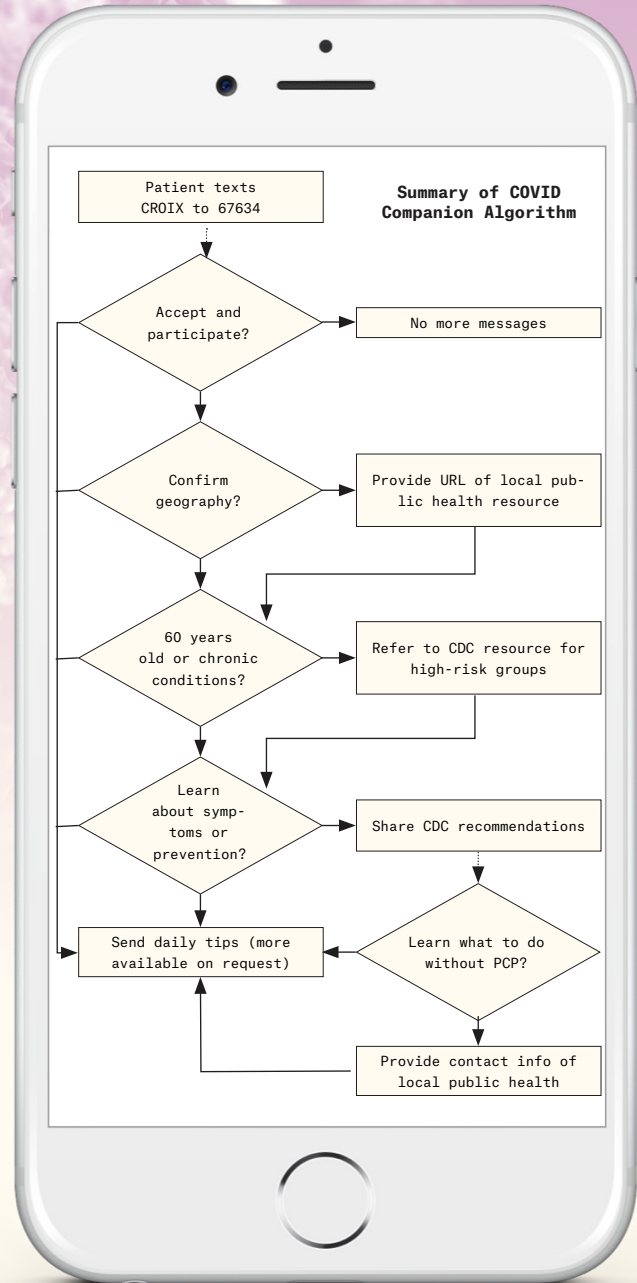 Patient texts
CROIX to 67634
Summary of COVID
Companion Algorithm
Accept and
participate?
No more messages
Confirm
geography?
Provide URL of local pub-
lic health resource
60 years
old or chronic
conditions?
Refer to CDC resource for
high-risk groups
Learn
about symp-
toms or
prevention?
Share CDC recommendations
Send daily tips (more
available on request)
Learn what to do
without PCP?
Provide contact info of
local public health